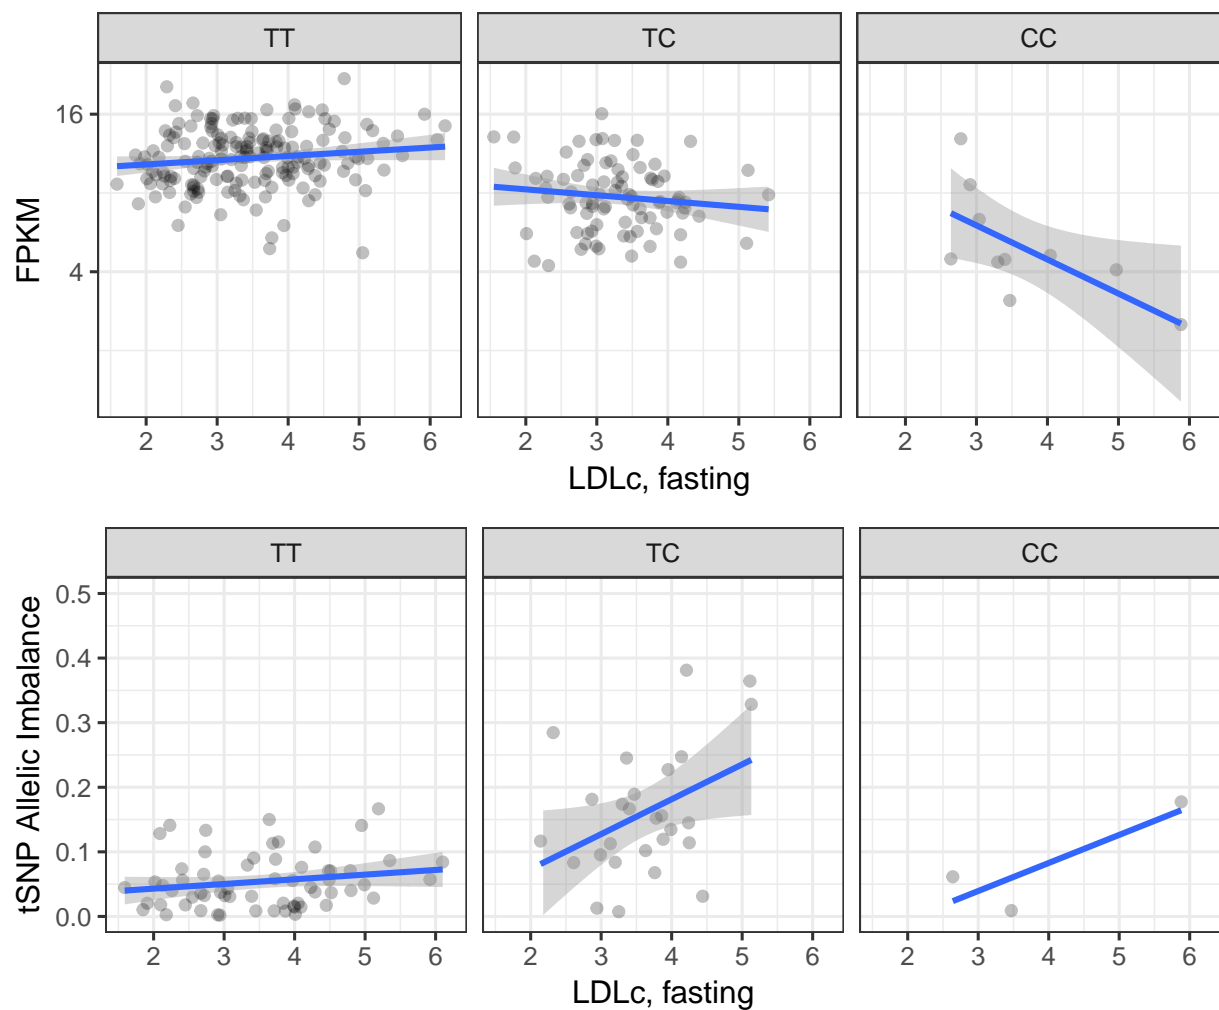 TT TC CC
FPKM
16
4
2 3 4 5 6 2 3 4 5 6 2 3 4 5 6
LDLc, fasting
TT TC CC
tSNP Allelic Imbalance
0.5
0.4
0.3
0.2
0.1
0.0
2 3 4 5 6 2 3 4 5 6 2 3 4 5 6
LDLc, fasting